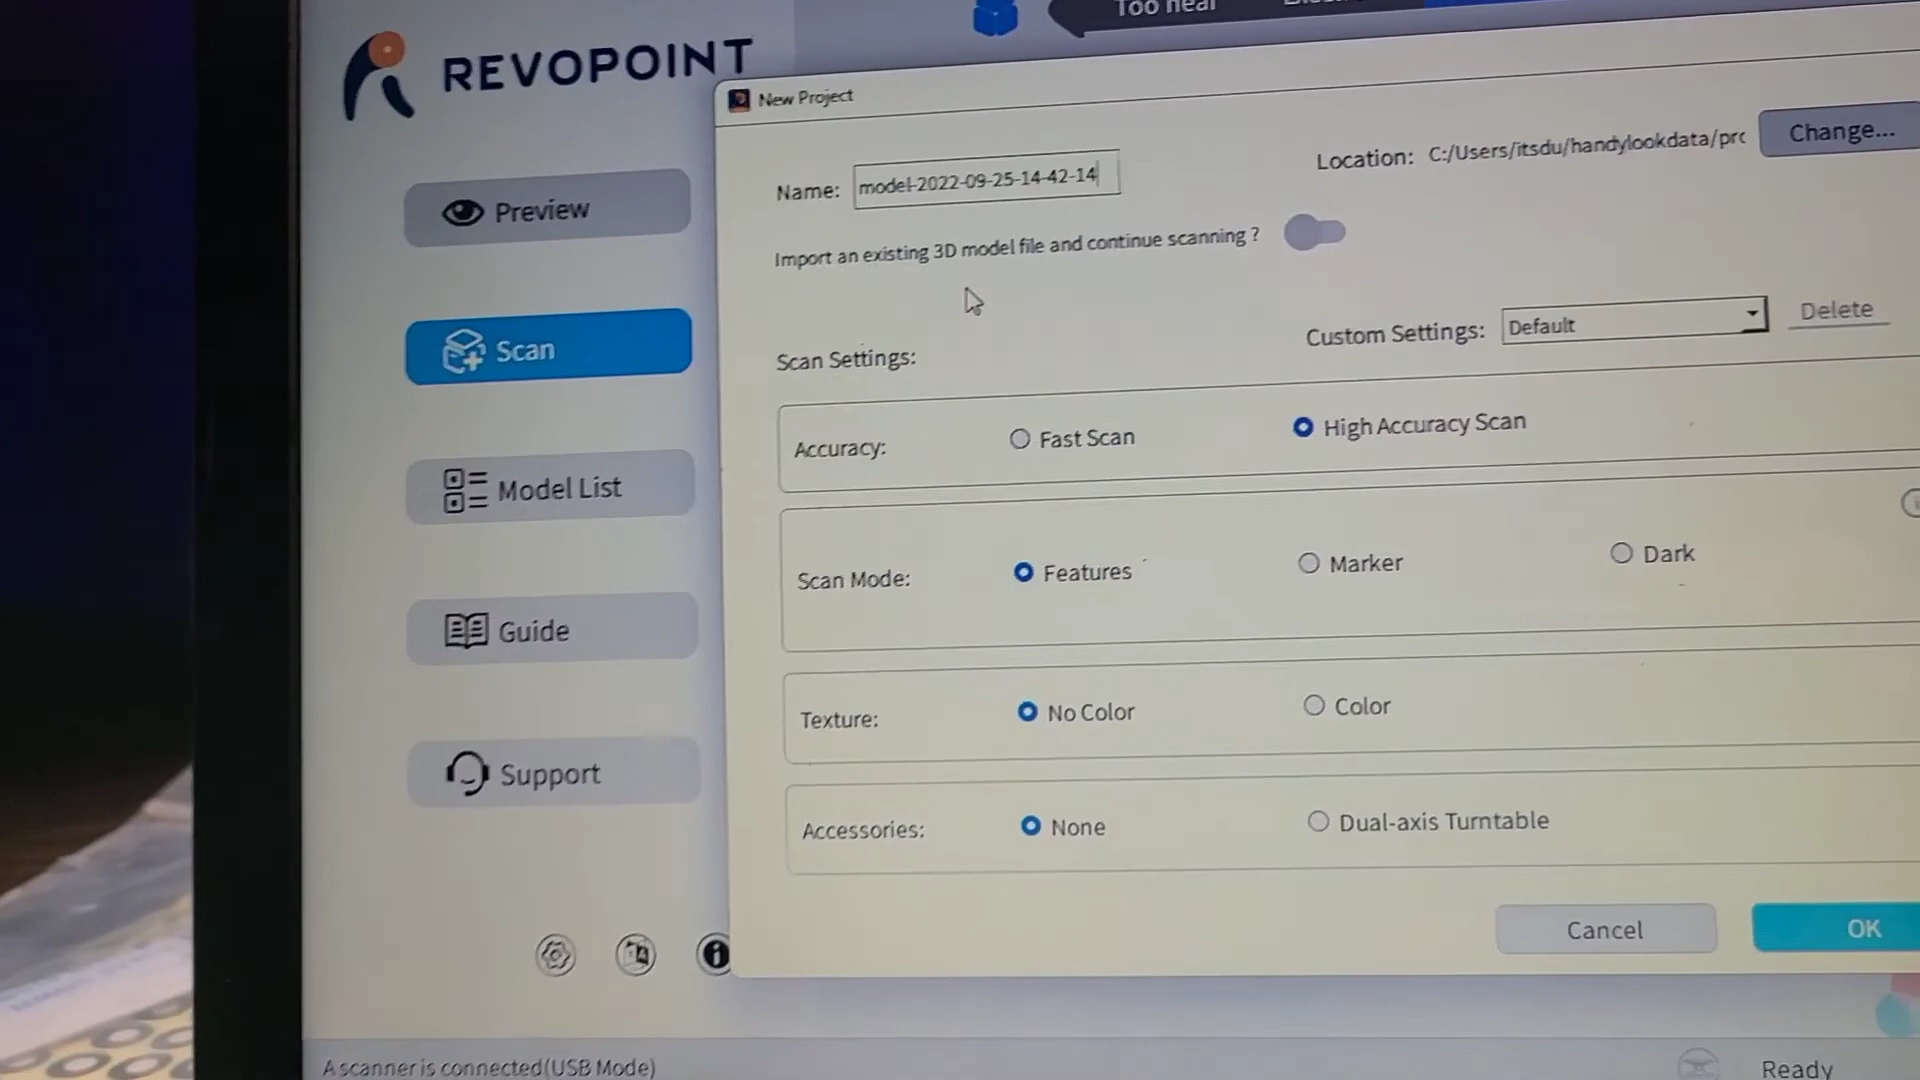 REVOPOINT
Too near
New Project
Name: model-2022-09-25-14-42-14
Location: C:/Users/itsdu/handylookdata/pro
Change...
Import an existing 3D model file and continue scanning ?
Scan Settings:
Custom Settings: Default
Delete
Accuracy: Fast Scan High Accuracy Scan
Scan Mode: Features Marker Dark
Texture: No Color Color
Accessories: None Dual-axis Turntable
Cancel OK
Preview
Scan
Model List
Guide
Support
A scanner is connected(USB Mode)
Ready